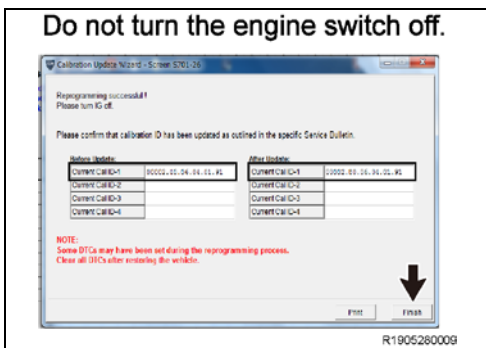 Do not turn the engine switch off.
Calibration Update Wizard - Screen S701-26
Reprogramming successful!
Please turn IG off.
Please confirm that calibration ID has been updated as outlined in the specific Service Bulletin.
Before Update: After Update:
Current Cal ID-1 Current Cal ID-1
Current Cal ID-2 Current Cal ID-2
Current Cal ID-3 Current Cal ID-3
Current Cal ID-4 Current Cal ID-4
NOTE:
Some DTCs may have been set during the reprogramming process.
Clear all DTCs after restoring the vehicle.
Print Finish
R1905280009